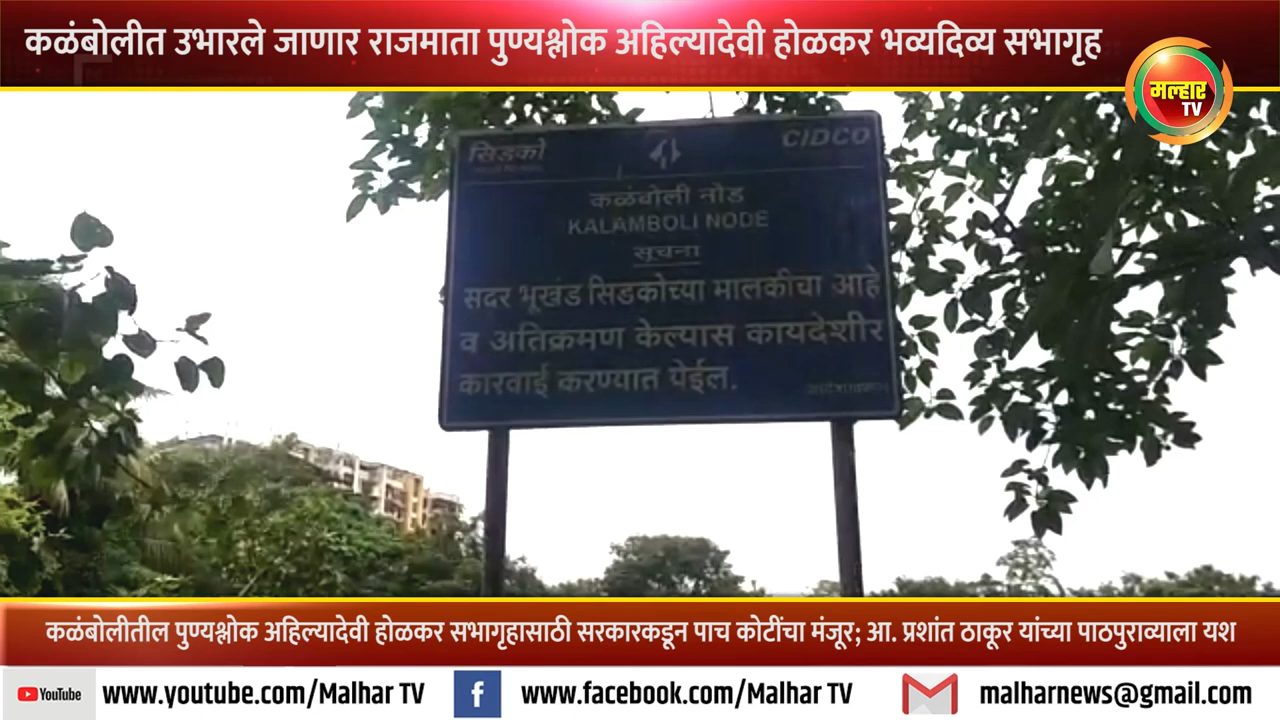 कळंबोलीत उभारले जाणार राजमाता पुण्यश्लोक अहिल्यादेवी होळकर भव्यदिव्य सभागृह
मल्हार
TV
सिडको
CIDCO
कळंबोली नोड
KALAMBOLI NODE
सूचना
सदर भूखंड सिडकोच्या मालकीचा आहे
व अतिक्रमण केल्यास कायदेशीर
कारवाई करण्यात येईल.
कळंबोलीतील पुण्यश्लोक अहिल्यादेवी होळकर सभागृहासाठी सरकारकडून पाच कोटींचा मंजूर; आ. प्रशांत ठाकूर यांच्या पाठपुराव्याला यश
YouTube www.youtube.com/Malhar TV www.facebook.com/Malhar TV malharnews@gmail.com